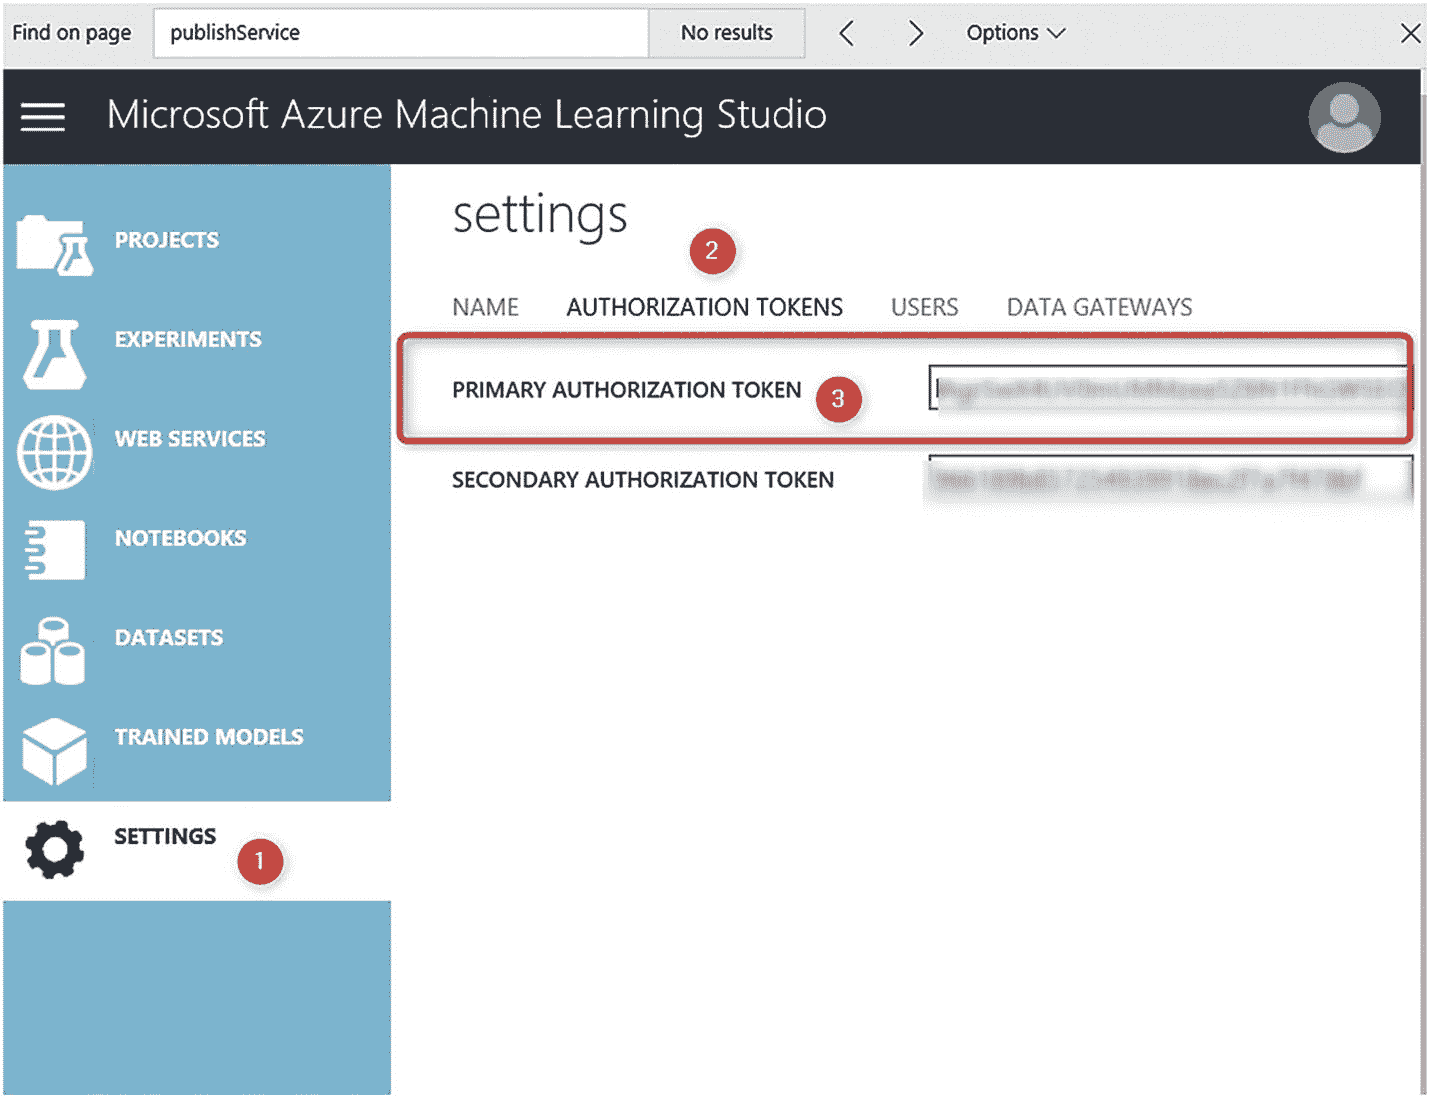 Find on page publishService No results Options
Microsoft Azure Machine Learning Studio
settings
2
NAME AUTHORIZATION TOKENS USERS DATA GATEWAYS
PRIMARY AUTHORIZATION TOKEN 3
SECONDARY AUTHORIZATION TOKEN
PROJECTS
EXPERIMENTS
WEB SERVICES
NOTEBOOKS
DATASETS
TRAINED MODELS
SETTINGS 1